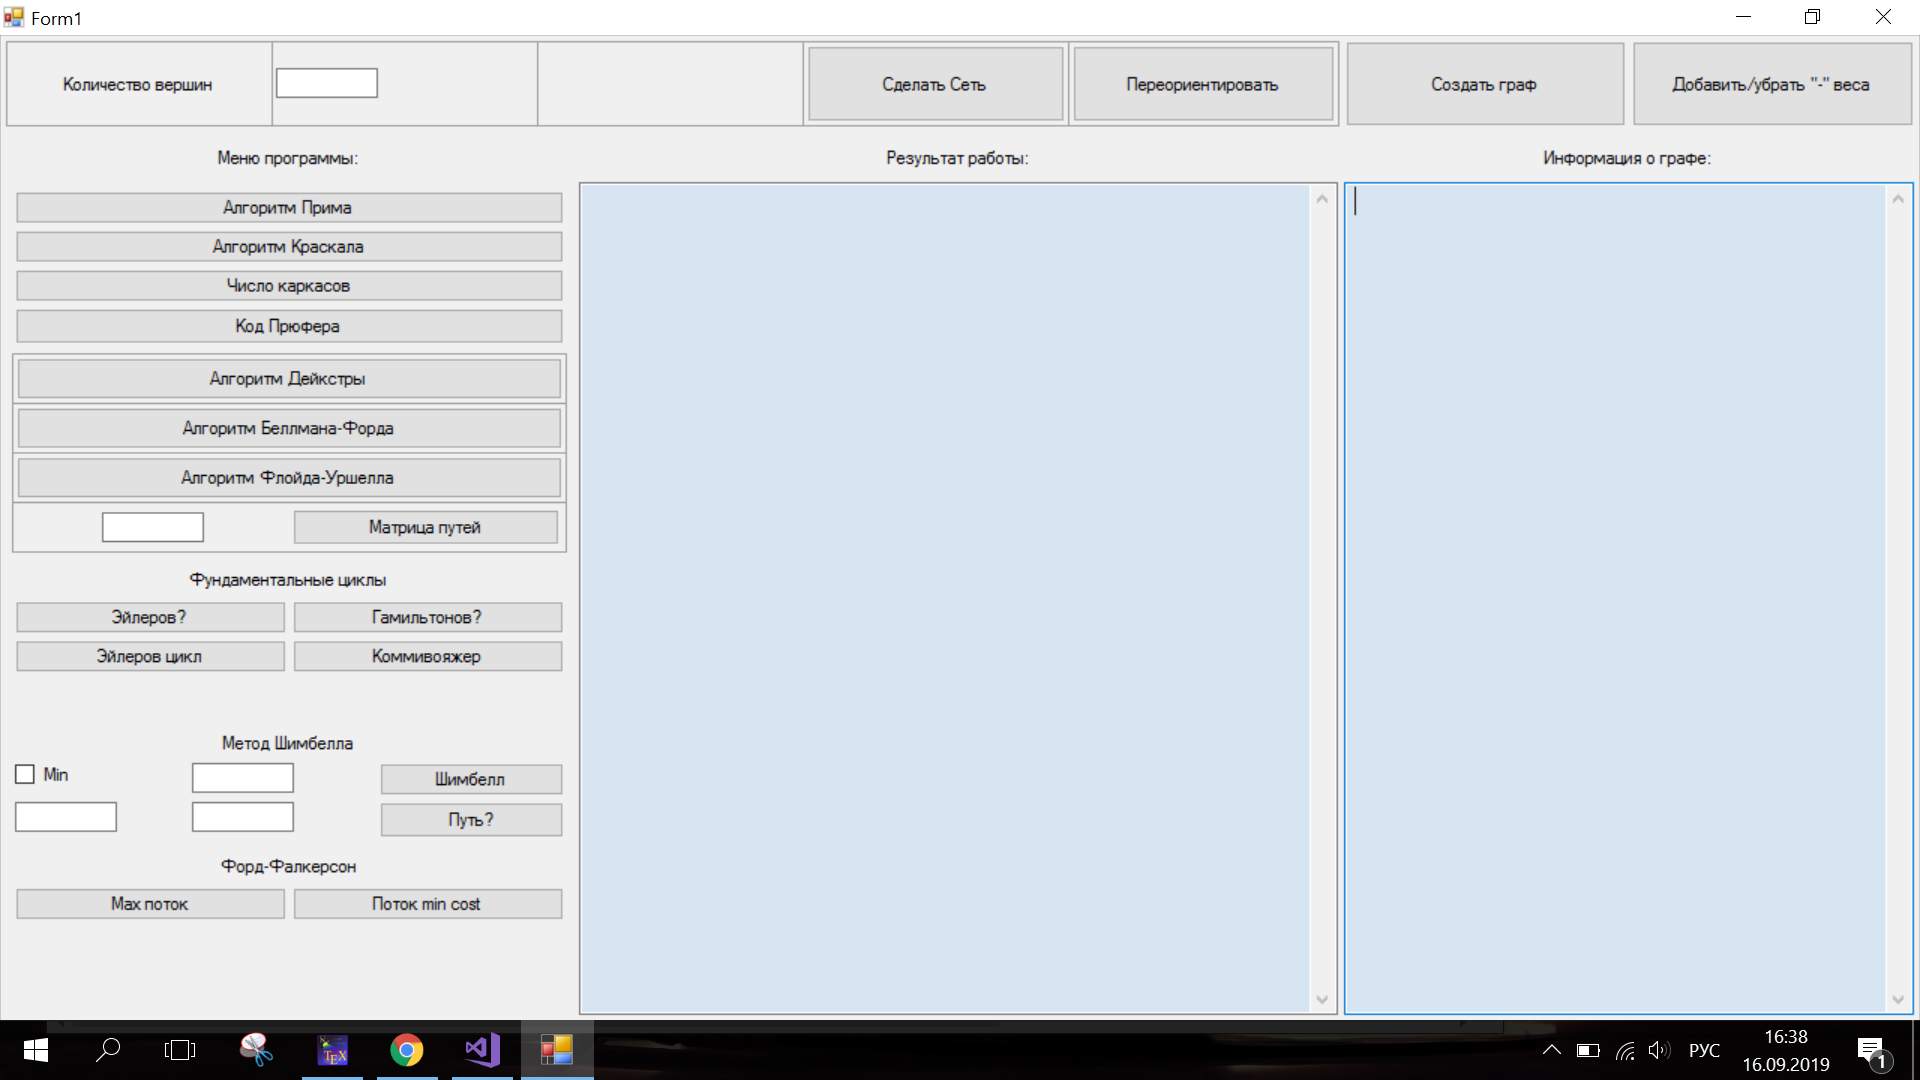 Form1
Количество вершин
Сделать Сеть
Переориентировать
Создать граф
Добавить/убрать "-" веса
Меню программы:
Результат работы:
Информация о графе:
Алгоритм Прима
Алгоритм Краскала
Число каркасов
Код Прюфера
Алгоритм Дейкстры
Алгоритм Беллмана-Форда
Алгоритм Флойда-Уршелла
Матрица путей
Фундаментальные циклы
Эйлеров?
Гамильтонов?
Эйлеров цикл
Коммивояжер
Метод Шимбелла
Min
Шимбелл
Путь?
Форд-Фалкерсон
Max поток
Поток min cost
TEX
РУС
16:38
16.09.2019
1